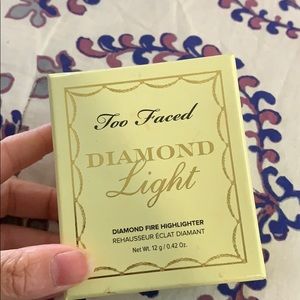 Too Faced
DIAMOND
Light
DIAMOND FIRE HIGHLIGHTER
REHAUSSEUR ÉCLAT DIAMANT
Net. Wt. 12 g / 0.42 Oz.